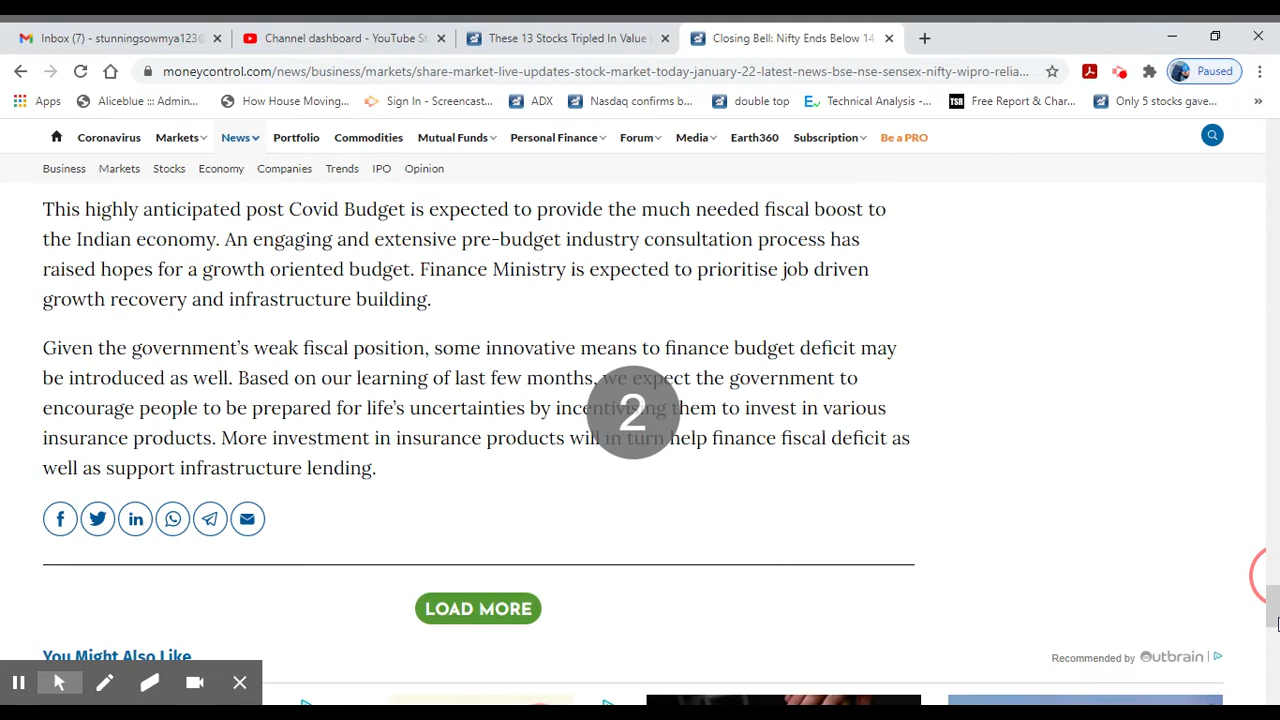 Inbox (7) - stunningsowmya123@
Channel dashboard - YouTube St
These 13 Stocks Tripled In Value I
Closing Bell: Nifty Ends Below 14,
moneycontrol.com/news/business/markets/share-market-live-updates-stock-market-today-january-22-latest-news-bse-nse-sensex-nifty-wipro-relia...
Paused
Apps
Aliceblue ::: Admin...
How House Moving...
Sign In - Screencast...
ADX
Nasdaq confirms b...
double top
Technical Analysis -...
TSR
Free Report & Char...
Only 5 stocks gave...
Coronavirus Markets News Portfolio Commodities Mutual Funds Personal Finance Forum Media Earth360 Subscription Be a PRO
Business Markets Stocks Economy Companies Trends IPO Opinion
This highly anticipated post Covid Budget is expected to provide the much needed fiscal boost to
the Indian economy. An engaging and extensive pre-budget industry consultation process has
raised hopes for a growth oriented budget. Finance Ministry is expected to prioritise job driven
growth recovery and infrastructure building.
Given the government's weak fiscal position, some innovative means to finance budget deficit may
be introduced as well. Based on our learning of last few months, we expect the government to
encourage people to be prepared for life's uncertainties by incentivising them to invest in various
insurance products. More investment in insurance products will in turn help finance fiscal deficit as
well as support infrastructure lending.
2
LOAD MORE
You Might Also Like
Recommended by Outbrain